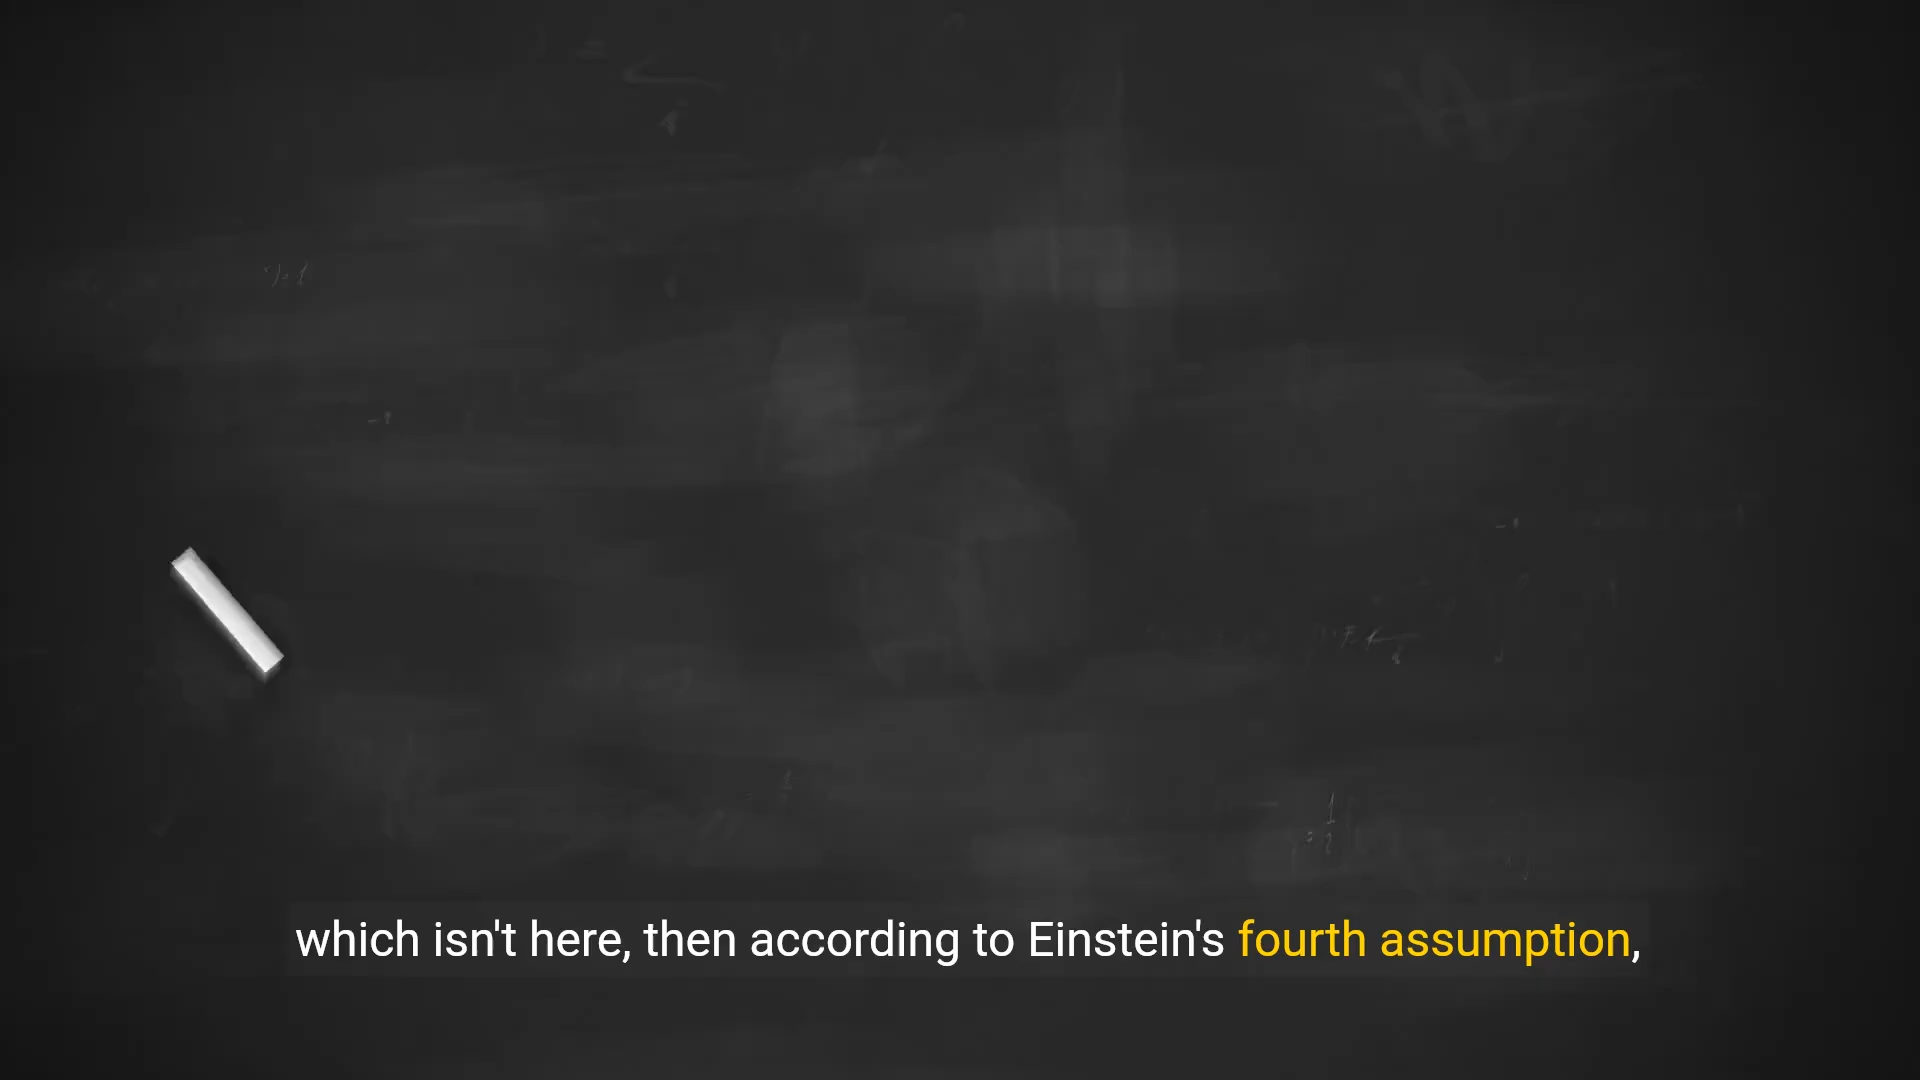 which isn't here, then according to Einstein's fourth assumption,